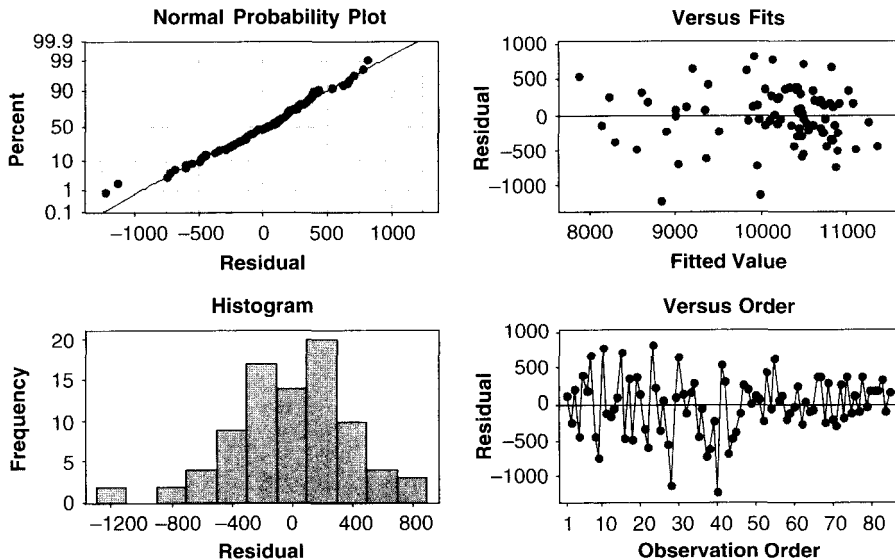 Normal Probability Plot
99.9
99
90
50
10
1
0.1
Percent
−1000 −500 0 500 1000
Residual
Versus Fits
1000
500
0
−500
−1000
Residual
8000 9000 10000 11000
Fitted Value
Histogram
20
15
10
5
0
Frequency
−1200 −800 −400 0 400 800
Residual
Versus Order
1000
500
0
−500
−1000
Residual
1 10 20 30 40 50 60 70 80
Observation Order